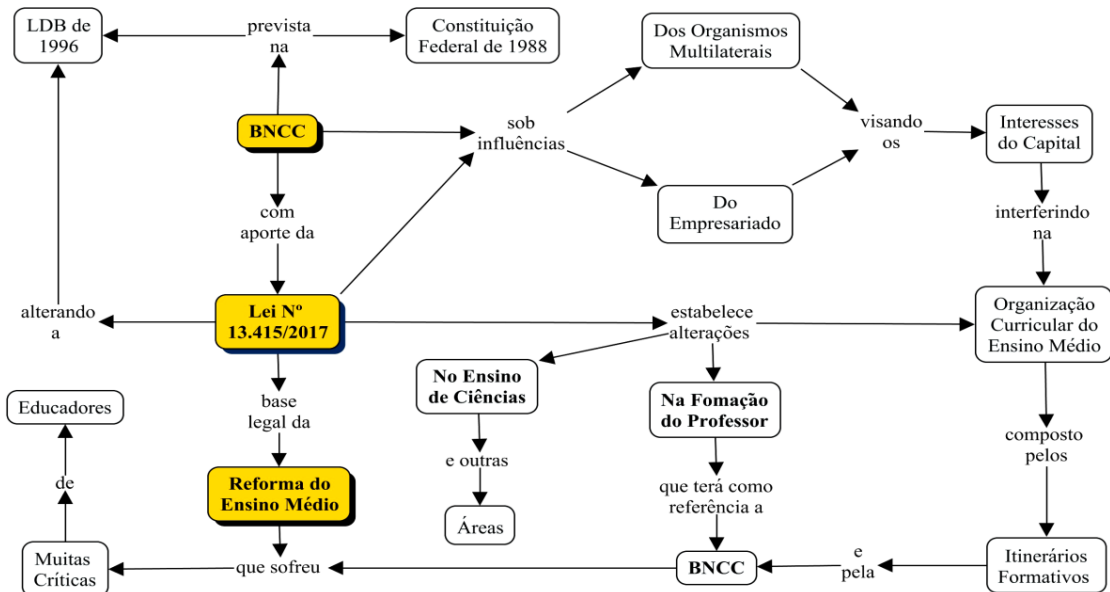 LDB de
1996
prevista
na
Constituição
Federal de 1988
Dos Organismos
Multilaterais
BNCC
sob
influências
visando
os
Interesses
do Capital
Do
Empresariado
com
aporte da
interferindo
na
alterando
a
Lei Nº
13.415/2017
estabelece
alterações
Organização
Curricular do
Ensino Médio
No Ensino
de Ciências
Na Fomação
do Professor
Educadores
base
legal da
composto
pelos
e outras
de
Reforma do
Ensino Médio
que terá como
referência a
Áreas
Muitas
Críticas
que sofreu
BNCC
e
pela
Itinerários
Formativos